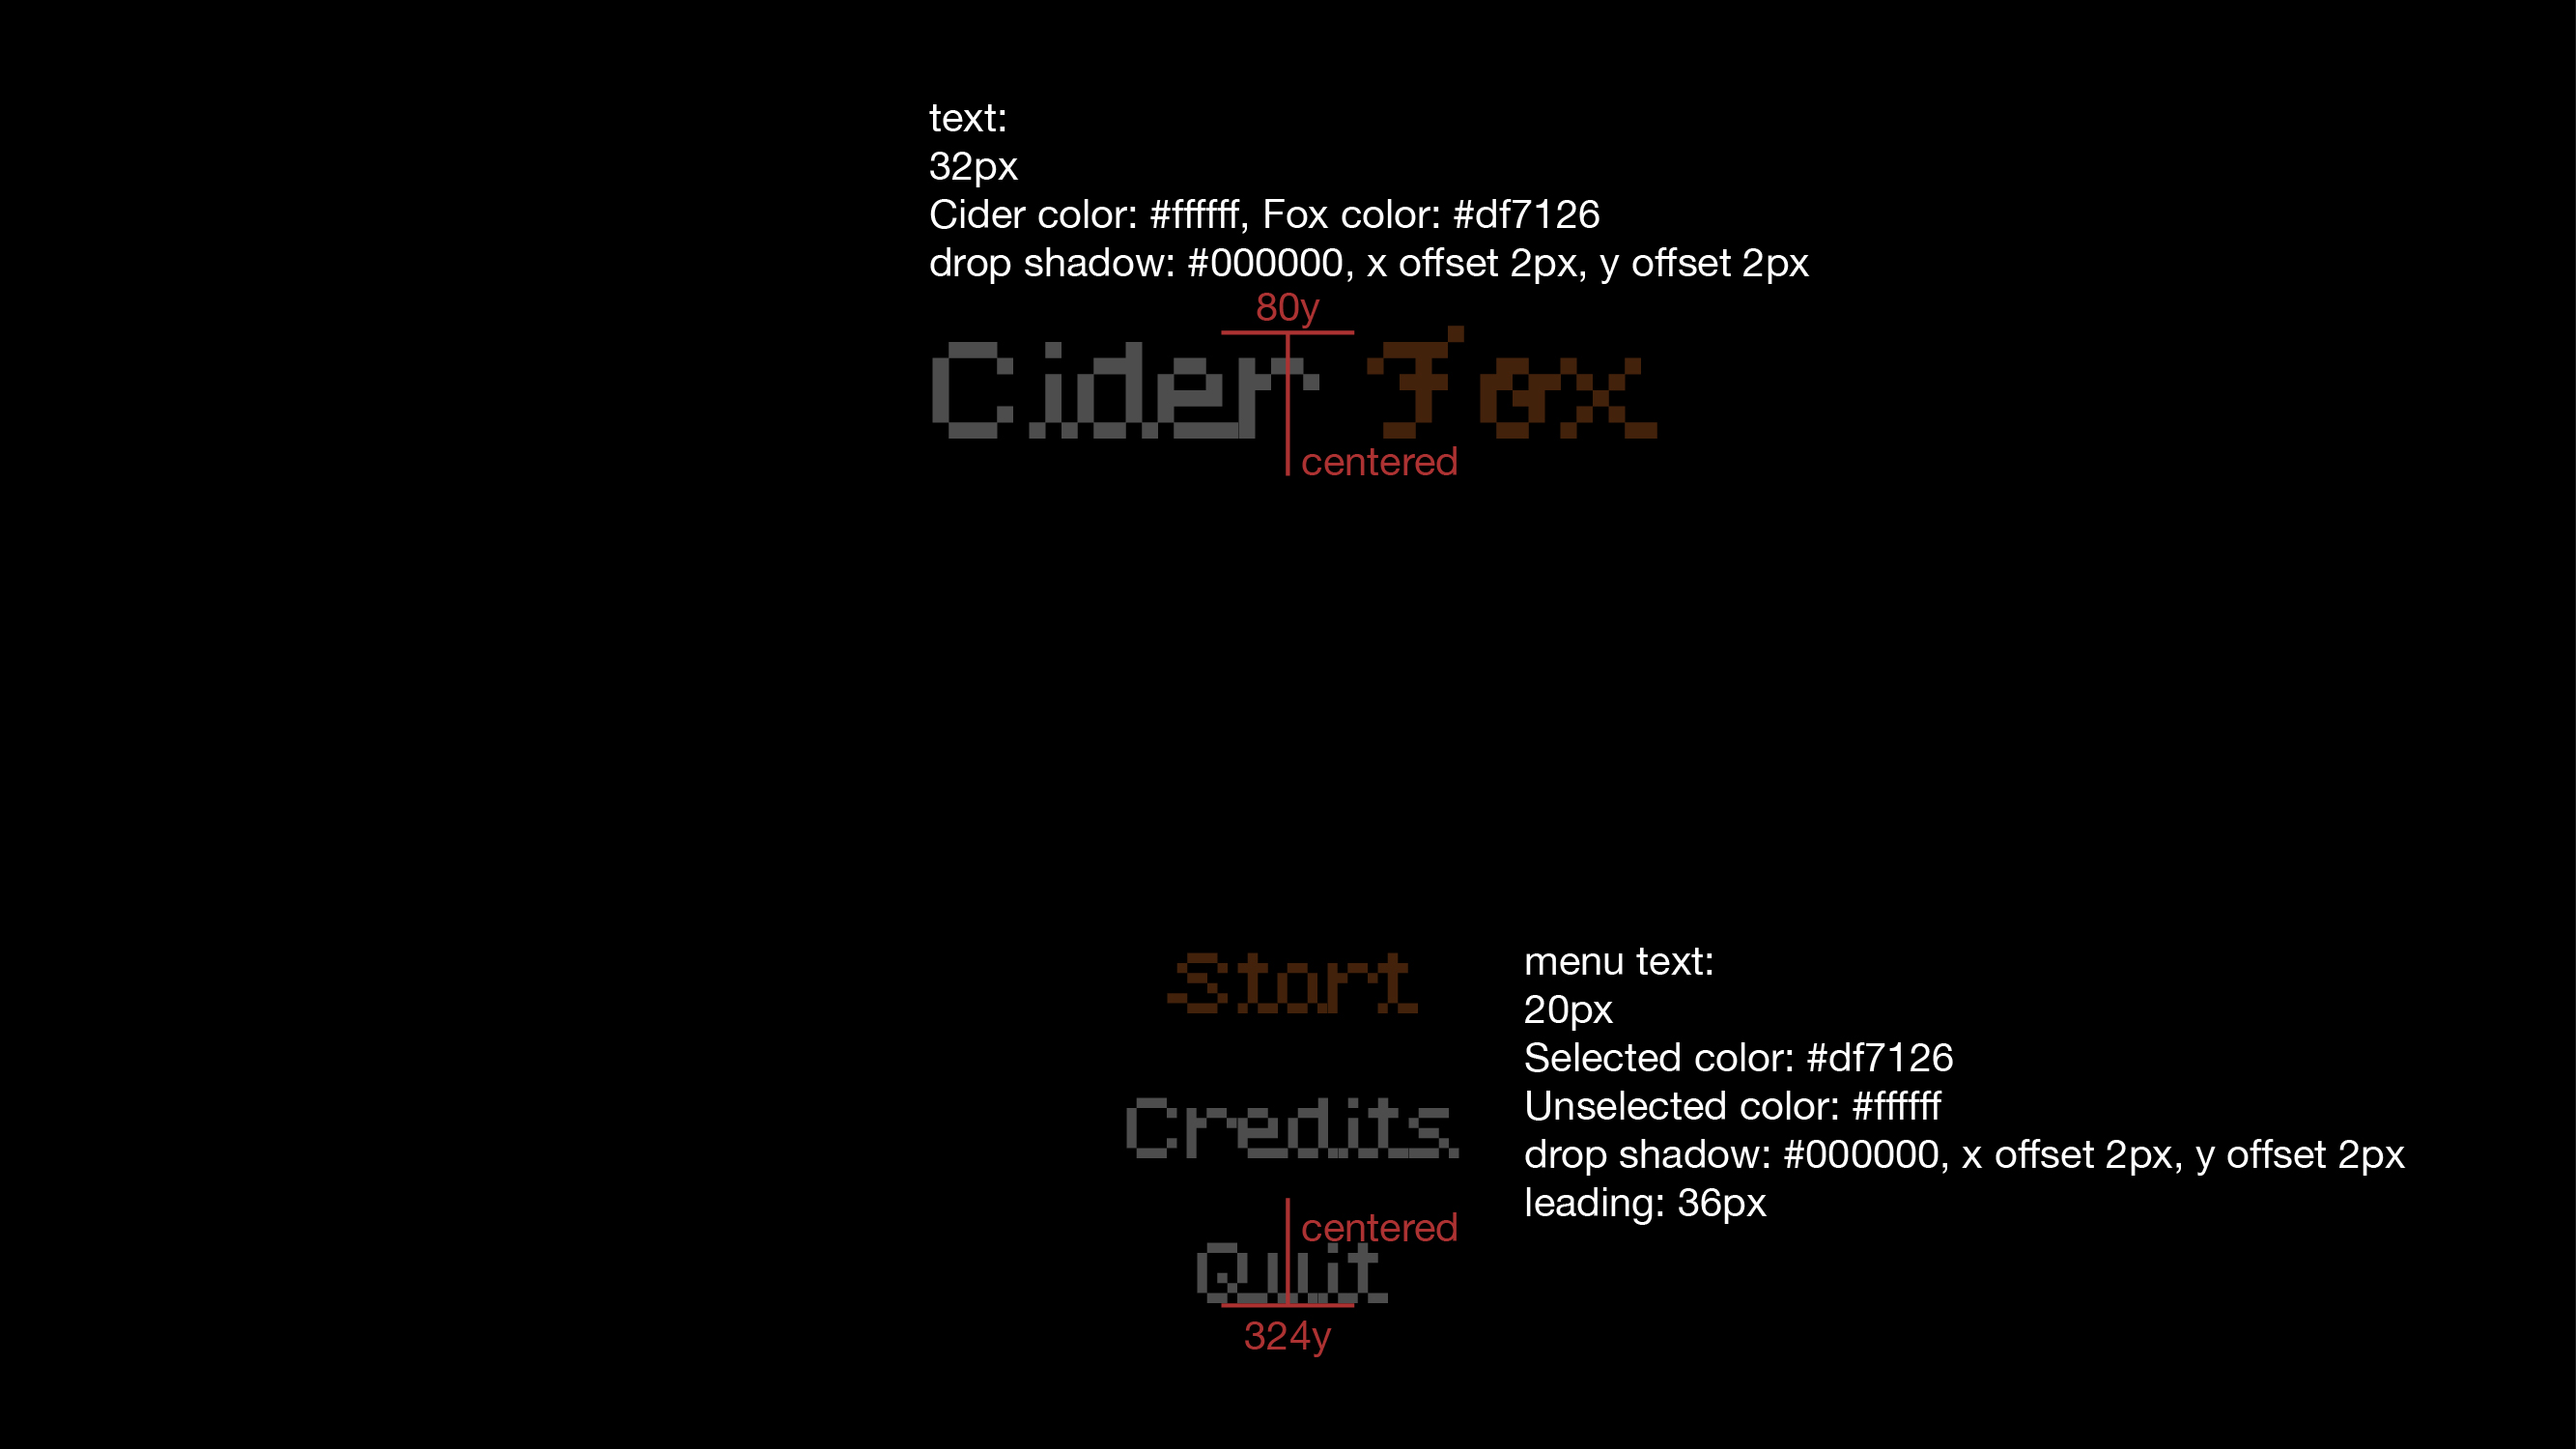 text:
32px
Cider color: #ffffff, Fox color: #df7126
drop shadow: #000000, x offset 2px, y offset 2px
80y
Cider Fox
centered
Start
menu text:
20px
Selected color: #df7126
Unselected color: #ffffff
drop shadow: #000000, x offset 2px, y offset 2px
leading: 36px
Credits
centered
Quit
324y